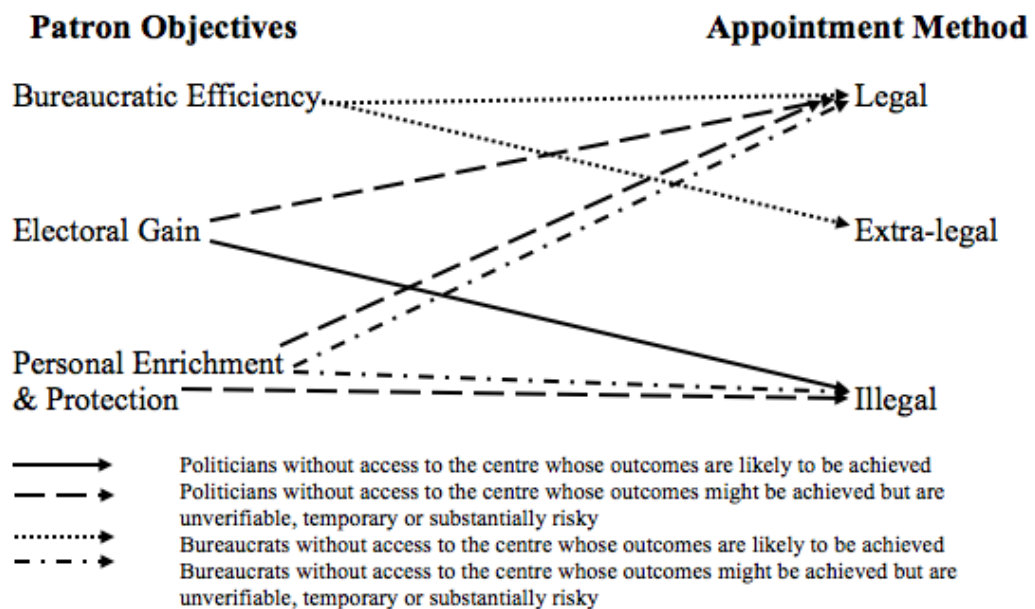 Patron Objectives
Appointment Method
Bureaucratic Efficiency
Legal
Electoral Gain
Extra-legal
Personal Enrichment
& Protection
Illegal
Politicians without access to the centre whose outcomes are likely to be achieved
Politicians without access to the centre whose outcomes might be achieved but are
unverifiable, temporary or substantially risky
Bureaucrats without access to the centre whose outcomes are likely to be achieved
Bureaucrats without access to the centre whose outcomes might be achieved but are
unverifiable, temporary or substantially risky